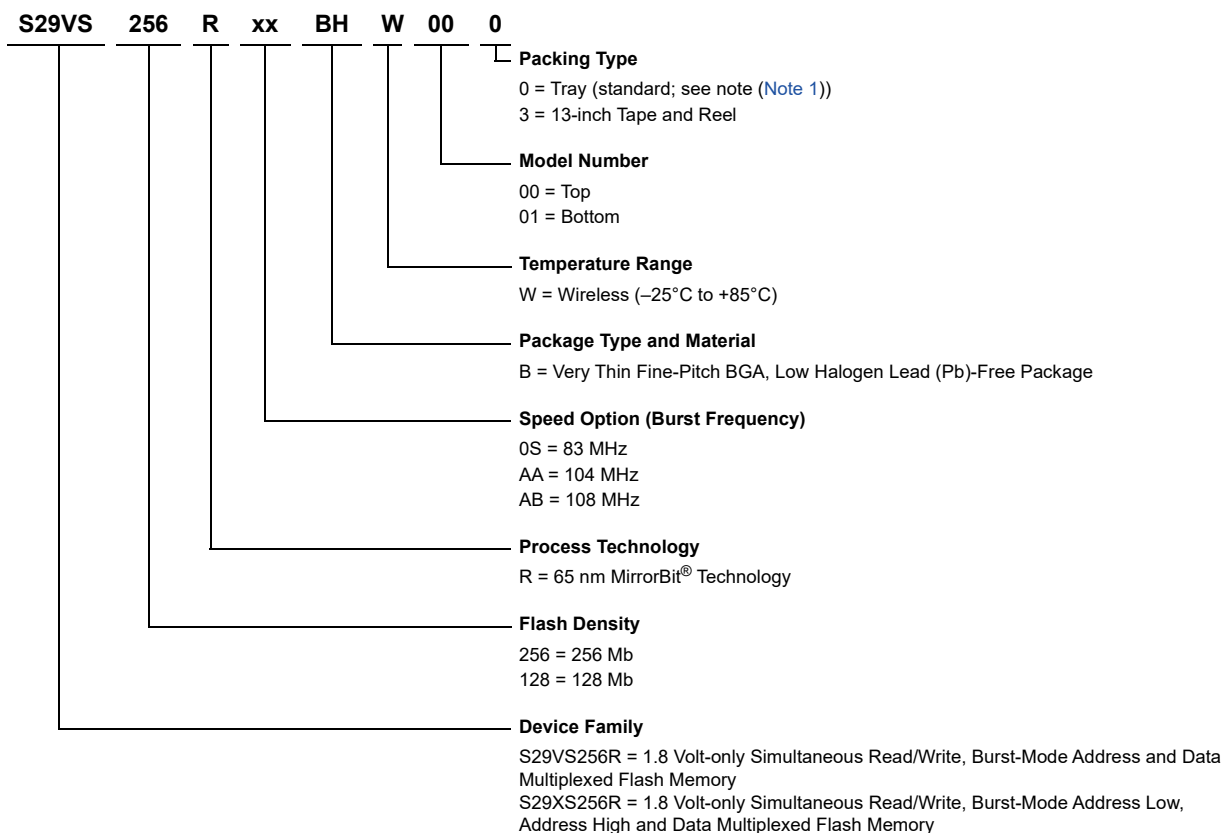 S29VS 256 R xx BH W 00 0
Packing Type
0 = Tray (standard; see note (Note 1))
3 = 13-inch Tape and Reel
Model Number
00 = Top
01 = Bottom
Temperature Range
W = Wireless (–25°C to +85°C)
Package Type and Material
B = Very Thin Fine-Pitch BGA, Low Halogen Lead (Pb)-Free Package
Speed Option (Burst Frequency)
0S = 83 MHz
AA = 104 MHz
AB = 108 MHz
Process Technology
R = 65 nm MirrorBit® Technology
Flash Density
256 = 256 Mb
128 = 128 Mb
Device Family
S29VS256R = 1.8 Volt-only Simultaneous Read/Write, Burst-Mode Address and Data
Multiplexed Flash Memory
S29XS256R = 1.8 Volt-only Simultaneous Read/Write, Burst-Mode Address Low,
Address High and Data Multiplexed Flash Memory